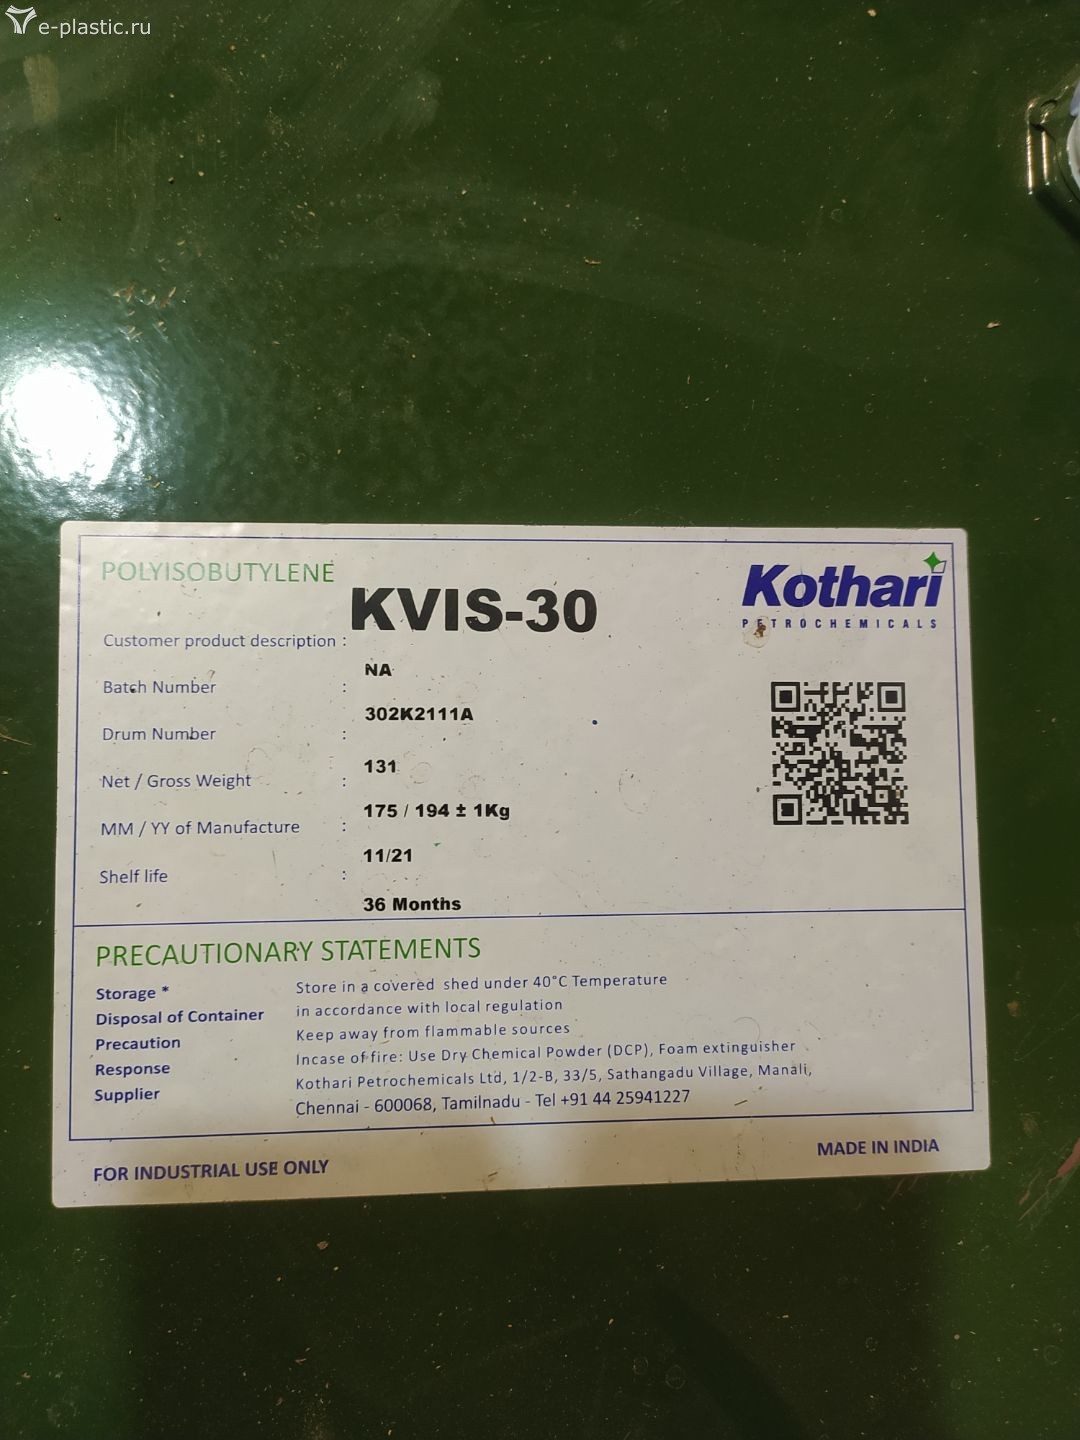 e-plastic.ru
POLYISOBUTYLENE
KVIS-30
Kothari
PETROCHEMICALS
Customer product description :
NA
Batch Number :
302K2111A
Drum Number :
131
Net / Gross Weight :
175 / 194 ± 1Kg
MM / YY of Manufacture :
11/21
Shelf life :
36 Months
PRECAUTIONARY STATEMENTS
Storage * Store in a covered shed under 40°C Temperature
Disposal of Container in accordance with local regulation
Precaution Keep away from flammable sources
Response Incase of fire: Use Dry Chemical Powder (DCP), Foam extinguisher
Supplier Kothari Petrochemicals Ltd, 1/2-B, 33/5, Sathangadu Village, Manali,
Chennai - 600068, Tamilnadu - Tel +91 44 25941227
FOR INDUSTRIAL USE ONLY
MADE IN INDIA